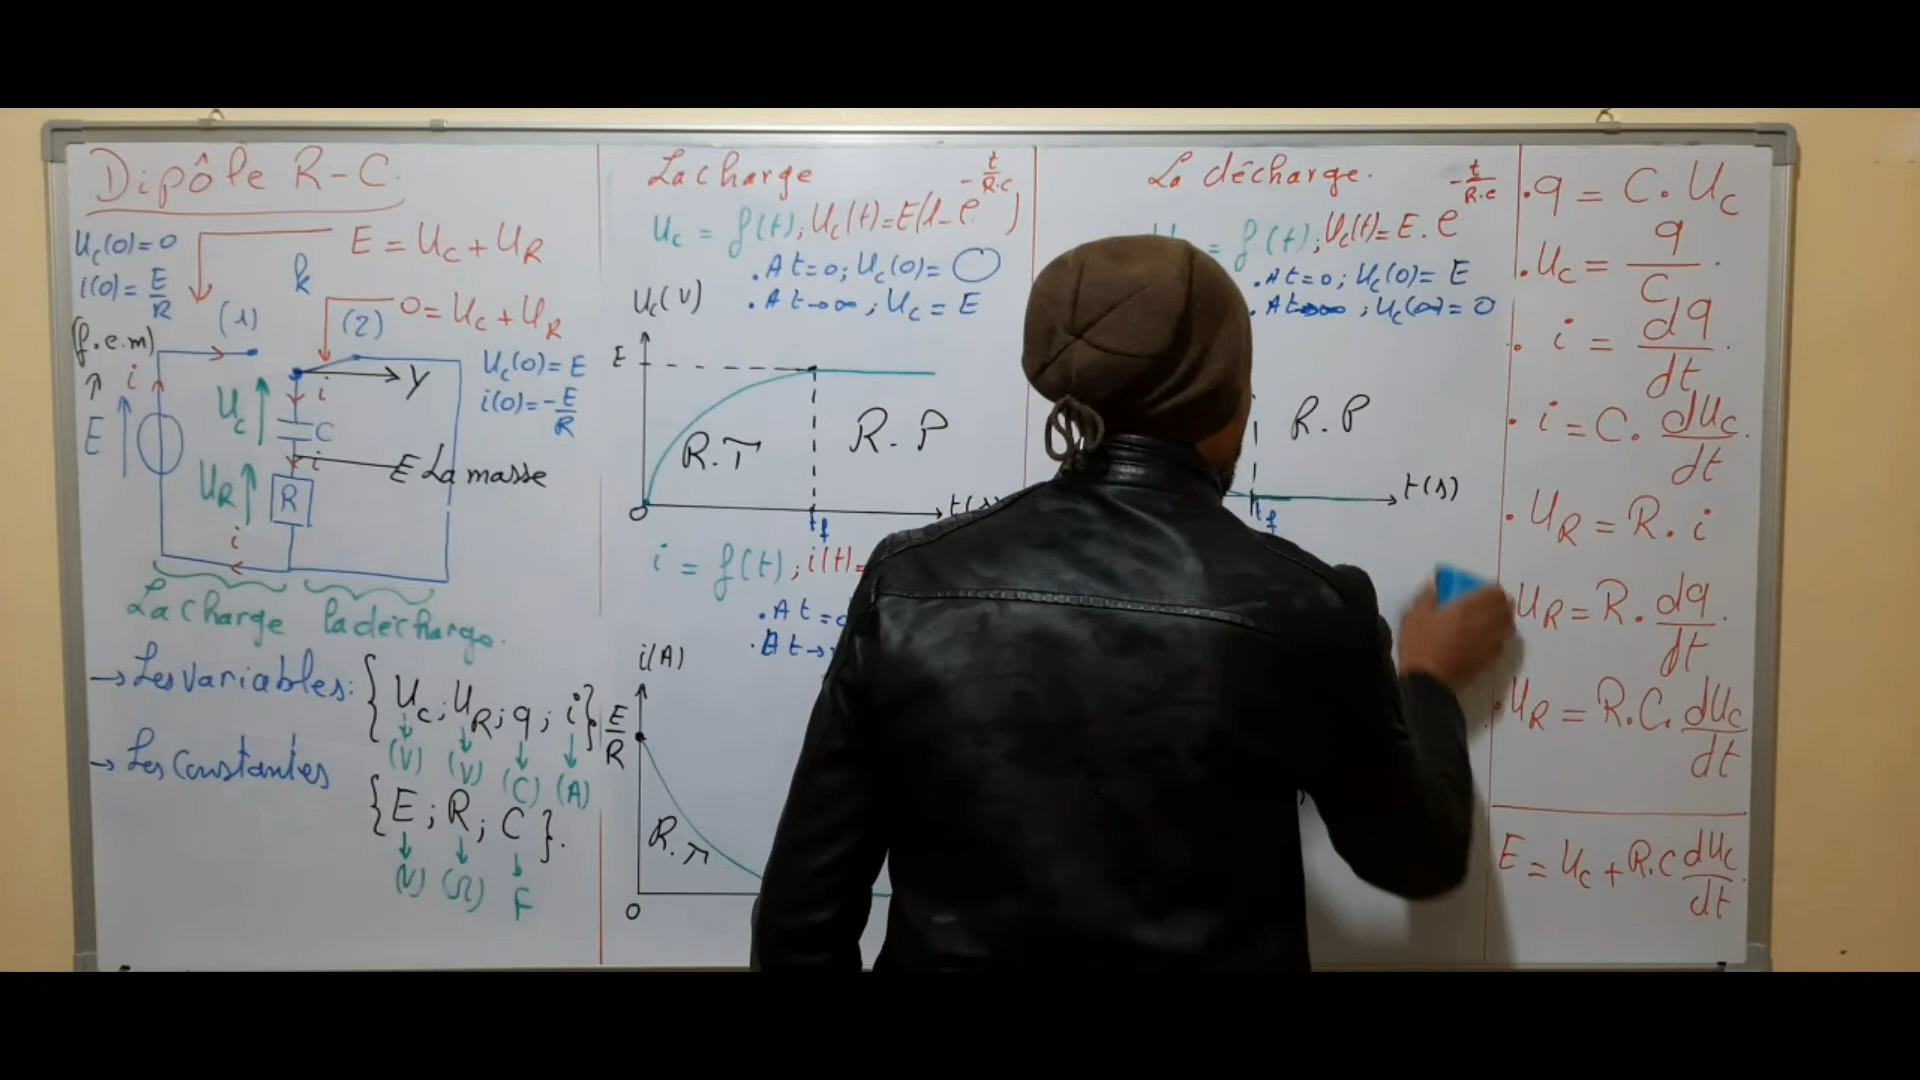 Dipôle R-C.
Uc(0)=0
i(0)=E/R
E = Uc + UR
k
(1)
0 = Uc + UR
(2)
(f.e.m)
i
Uc(0)=E
i(0)=-E/R
E
Uc
i
C
Y
i
E La masse
UR
R
i
La charge
la décharge.
→ Les variables: {Uc; UR; q; i}.
(V) (V) (C) (A)
→ Les Constantes {E; R; C}.
(V) (Ω) F
La charge
Uc = f(t); Uc(t)=E(1-e^(-t/R.C))
.At=0; Uc(0)=0
.At→∞; Uc=E
Uc(V)
E
R.T
R.P
0
tf
i = f(t); i(t)=
.At=
.At→
i(A)
E/R
R.T
0
La décharge.
= f(t); Uc(t)=E.e^(-t/R.C)
.At=0; Uc(0)=E
R.P
t(s)
tf
.q = C.Uc
.Uc = q/C.
.i = dq/dt.
.i = C.dUc/dt.
.UR = R.i
UR = R.dq/dt.
.UR = R.C.dUc/dt
E = Uc + R.C dUc/dt.